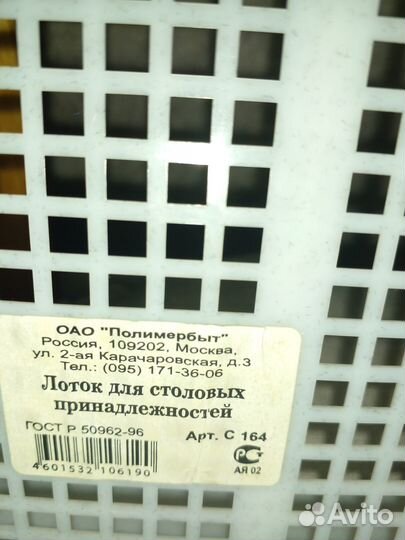 ОАО "Полимербыт"
Россия, 109202, Москва,
ул. 2-ая Карачаровская, д.3
Тел.: (095) 171-36-06
Лоток для столовых
принадлежностей
ГОСТ Р 50962-96 Арт. С 164
4601532 106190
АЯ 02
Avito